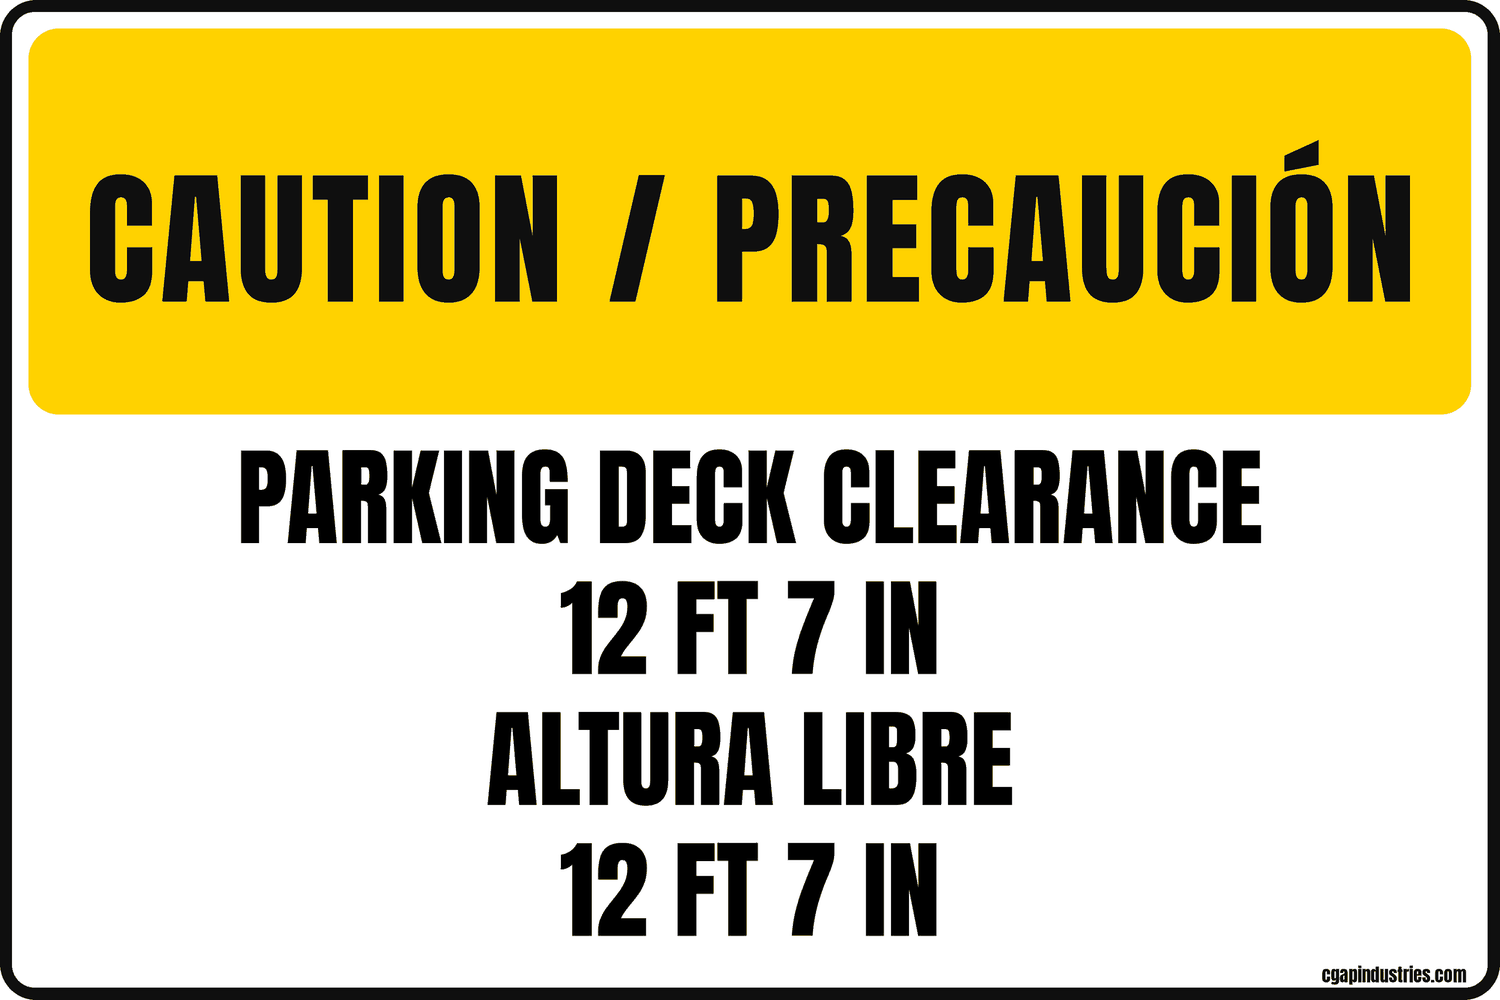 CAUTION / PRECAUCIÓN
PARKING DECK CLEARANCE
12 FT 7 IN
ALTURA LIBRE
12 FT 7 IN
cgapindustries.com